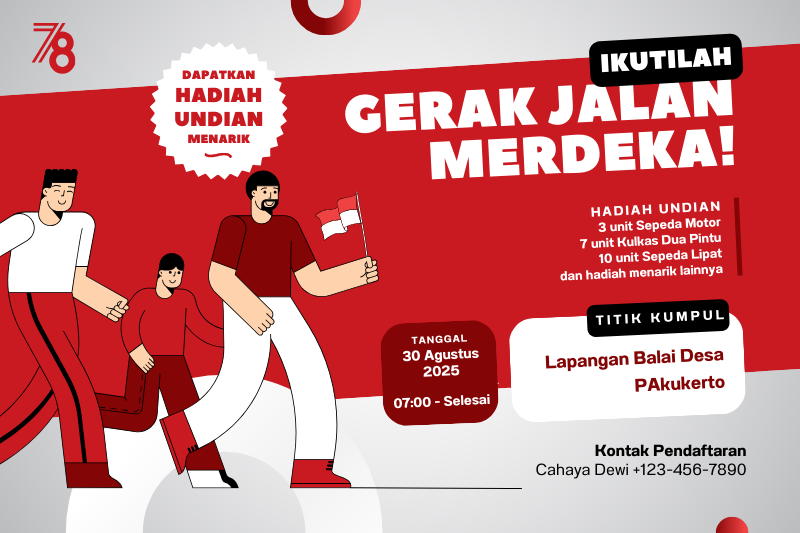 78
DAPATKAN
HADIAH
UNDIAN
MENARIK
IKUTILAH
GERAK JALAN
MERDEKA!
HADIAH UNDIAN
3 unit Sepeda Motor
7 unit Kulkas Dua Pintu
10 unit Sepeda Lipat
dan hadiah menarik lainnya
TANGGAL
30 Agustus
2025
07:00 - Selesai
TITIK KUMPUL
Lapangan Balai Desa
PAkukerto
Kontak Pendaftaran
Cahaya Dewi +123-456-7890